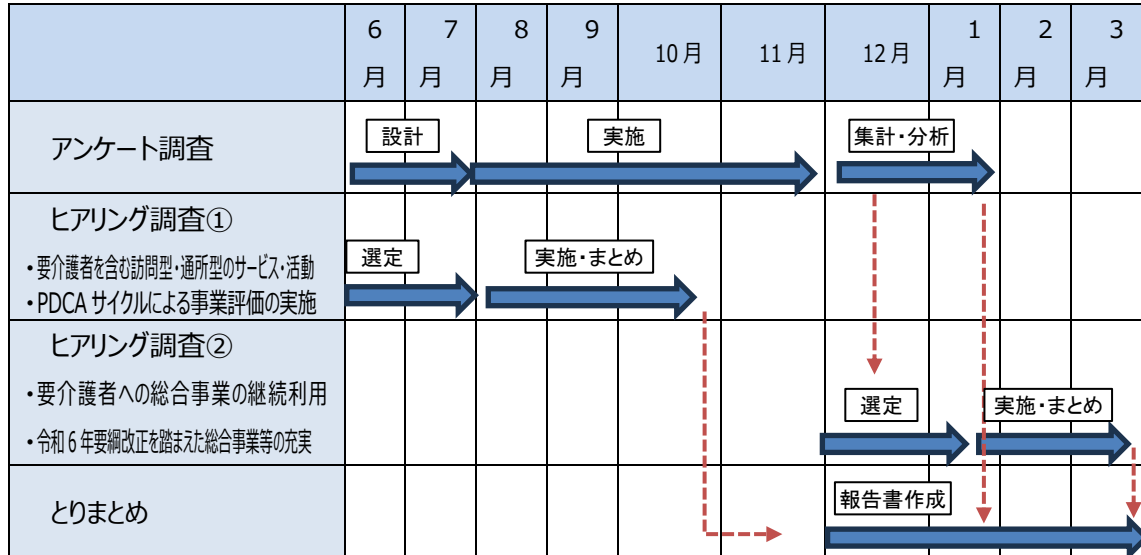 6月
7月
8月
9月
10月
11月
12月
1月
2月
3月
アンケート調査
設計
実施
集計・分析
ヒアリング調査①
・要介護者を含む訪問型・通所型のサービス・活動
・PDCAサイクルによる事業評価の実施
選定
実施・まとめ
ヒアリング調査②
・要介護者への総合事業の継続利用
・令和6年要綱改正を踏まえた総合事業等の充実
選定
実施・まとめ
とりまとめ
報告書作成